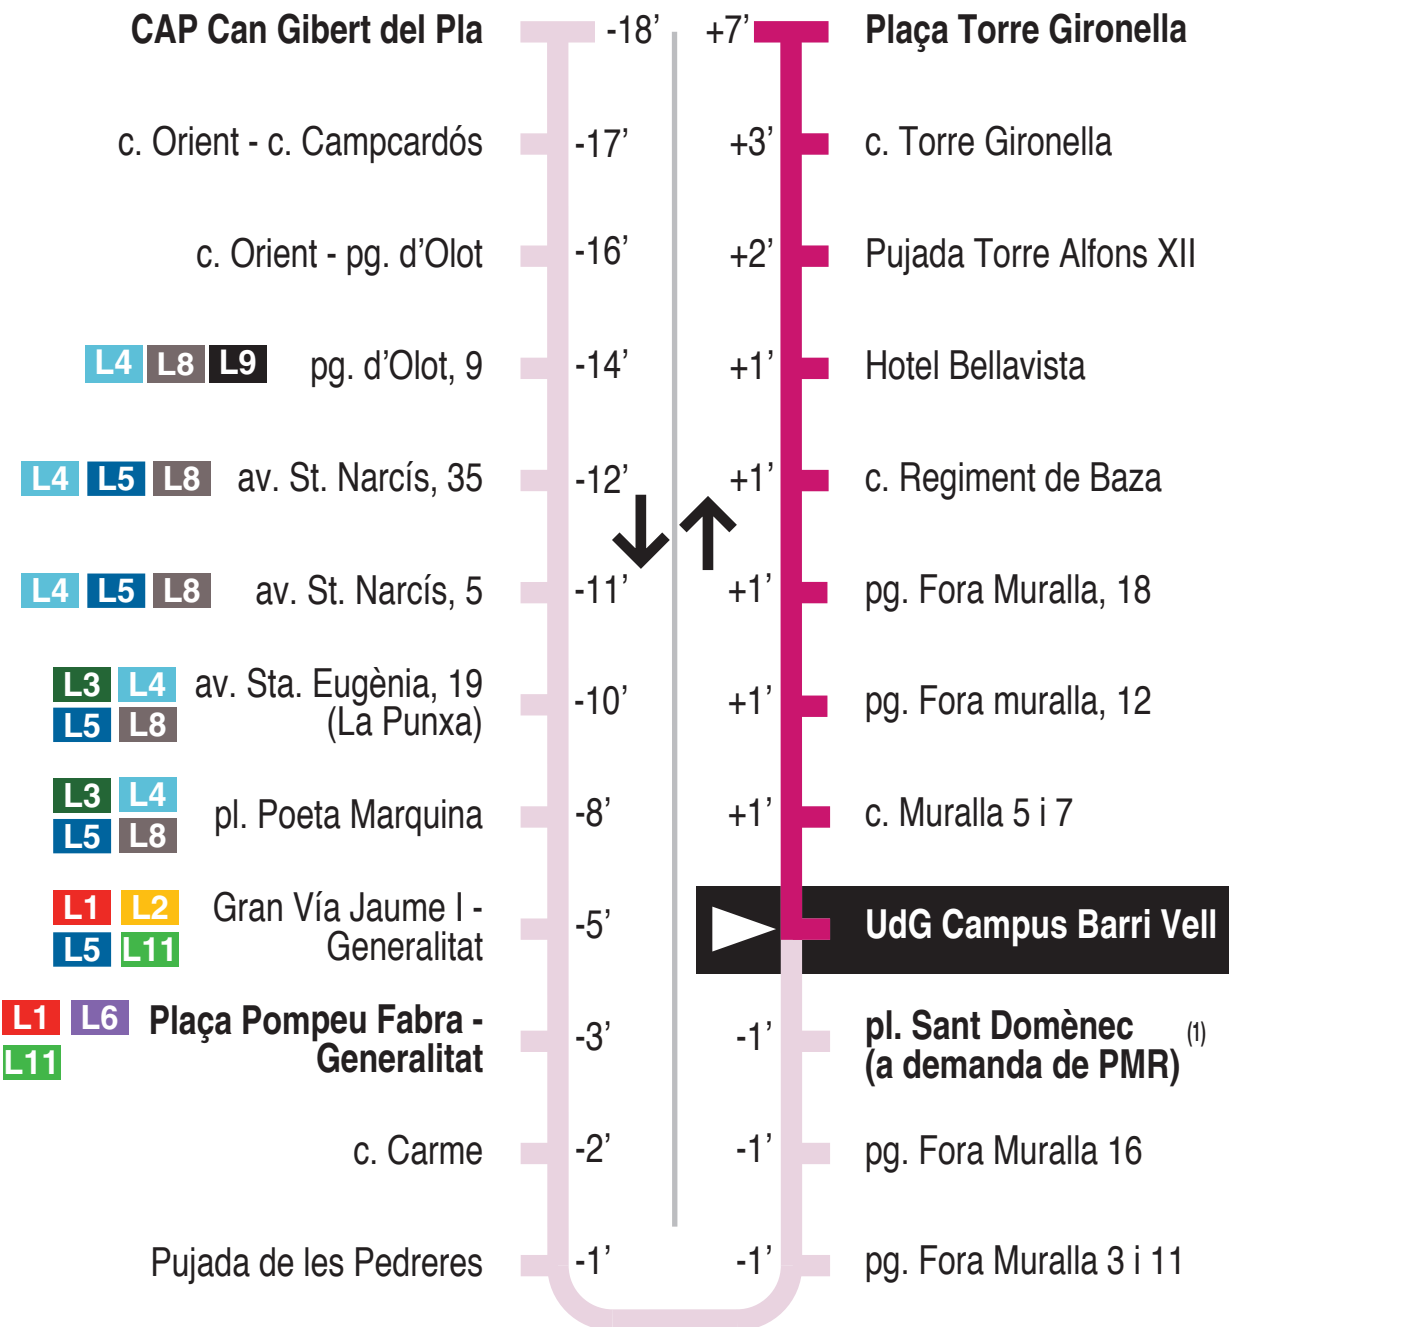 CAP Can Gibert del Pla -18’
c. Orient - c. Campcardós -17’
c. Orient - pg. d’Olot -16’
L4 L8 L9 pg. d’Olot, 9 -14’
L4 L5 L8 av. St. Narcís, 35 -12’
L4 L5 L8 av. St. Narcís, 5 -11’
L3 L4 av. Sta. Eugènia, 19
L5 L8 (La Punxa) -10’
L3 L4
L5 L8 pl. Poeta Marquina -8’
L1 L2 Gran Vía Jaume I -
L5 L11 Generalitat -5’
L1 L6 Plaça Pompeu Fabra -
L11 Generalitat -3’
c. Carme -2’
Pujada de les Pedreres -1’
+7’ Plaça Torre Gironella
+3’ c. Torre Gironella
+2’ Pujada Torre Alfons XII
+1’ Hotel Bellavista
+1’ c. Regiment de Baza
+1’ pg. Fora Muralla, 18
+1’ pg. Fora muralla, 12
+1’ c. Muralla 5 i 7
UdG Campus Barri Vell
-1’ pl. Sant Domènec (1)
(a demanda de PMR)
-1’ pg. Fora Muralla 16
-1’ pg. Fora Muralla 3 i 11